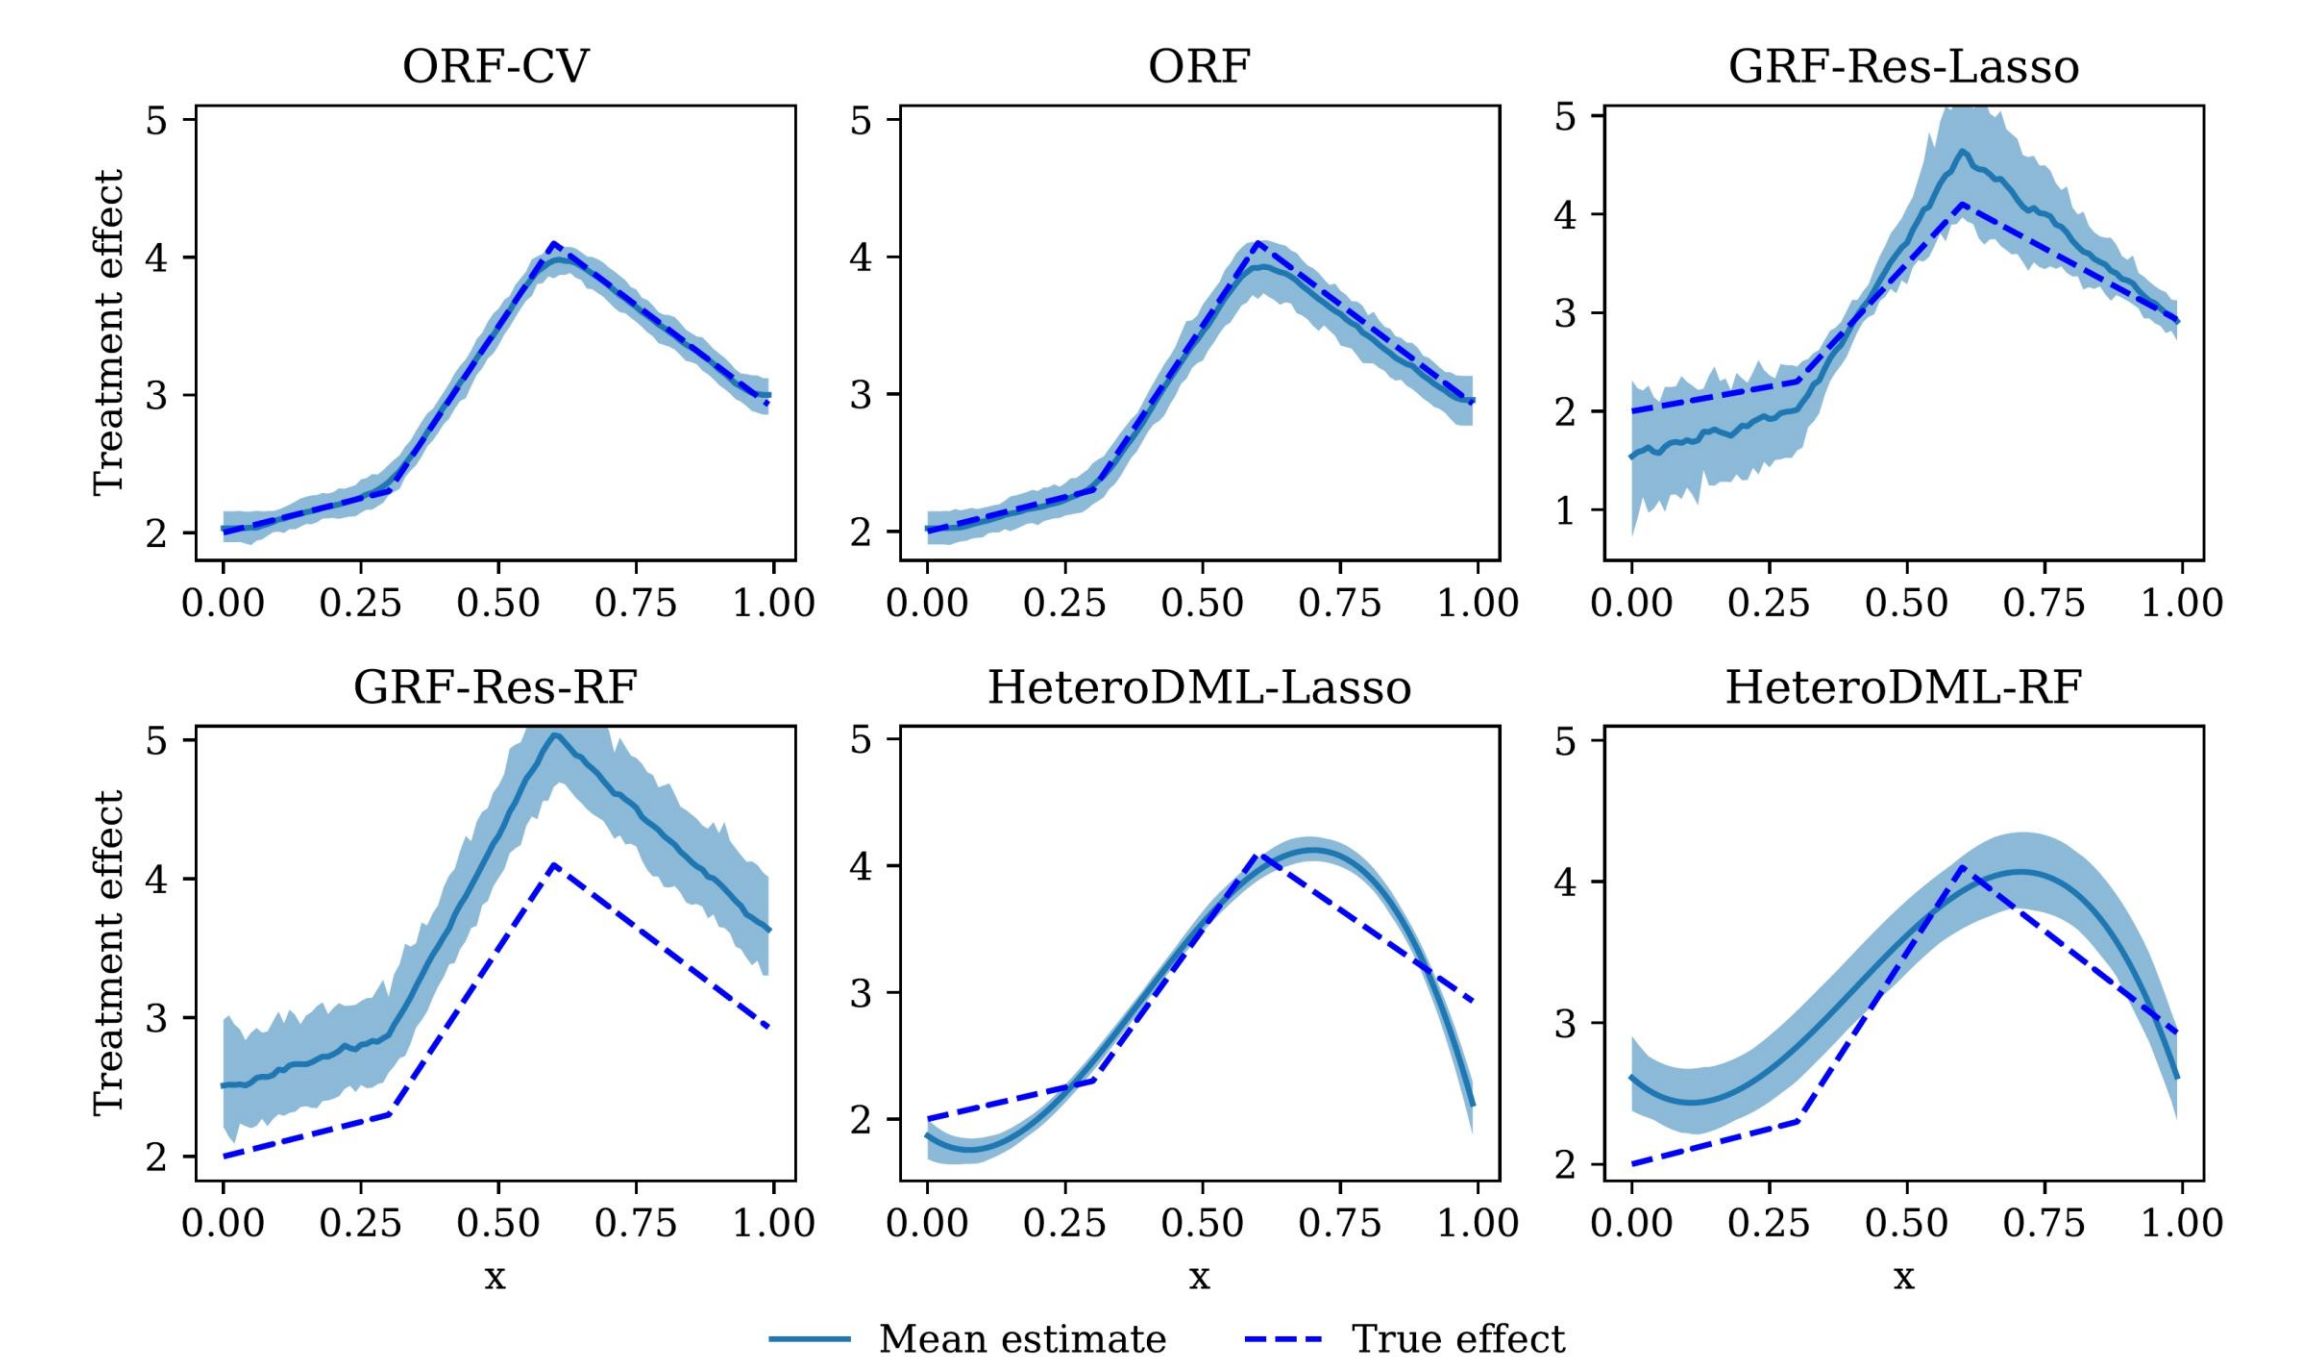 ORF-CV
ORF
GRF-Res-Lasso
Treatment effect
5
4
3
2
0.00 0.25 0.50 0.75 1.00
5
4
3
2
0.00 0.25 0.50 0.75 1.00
5
4
3
2
1
0.00 0.25 0.50 0.75 1.00
GRF-Res-RF
HeteroDML-Lasso
HeteroDML-RF
Treatment effect
5
4
3
2
0.00 0.25 0.50 0.75 1.00
x
5
4
3
2
0.00 0.25 0.50 0.75 1.00
x
5
4
3
2
0.00 0.25 0.50 0.75 1.00
x
Mean estimate
True effect